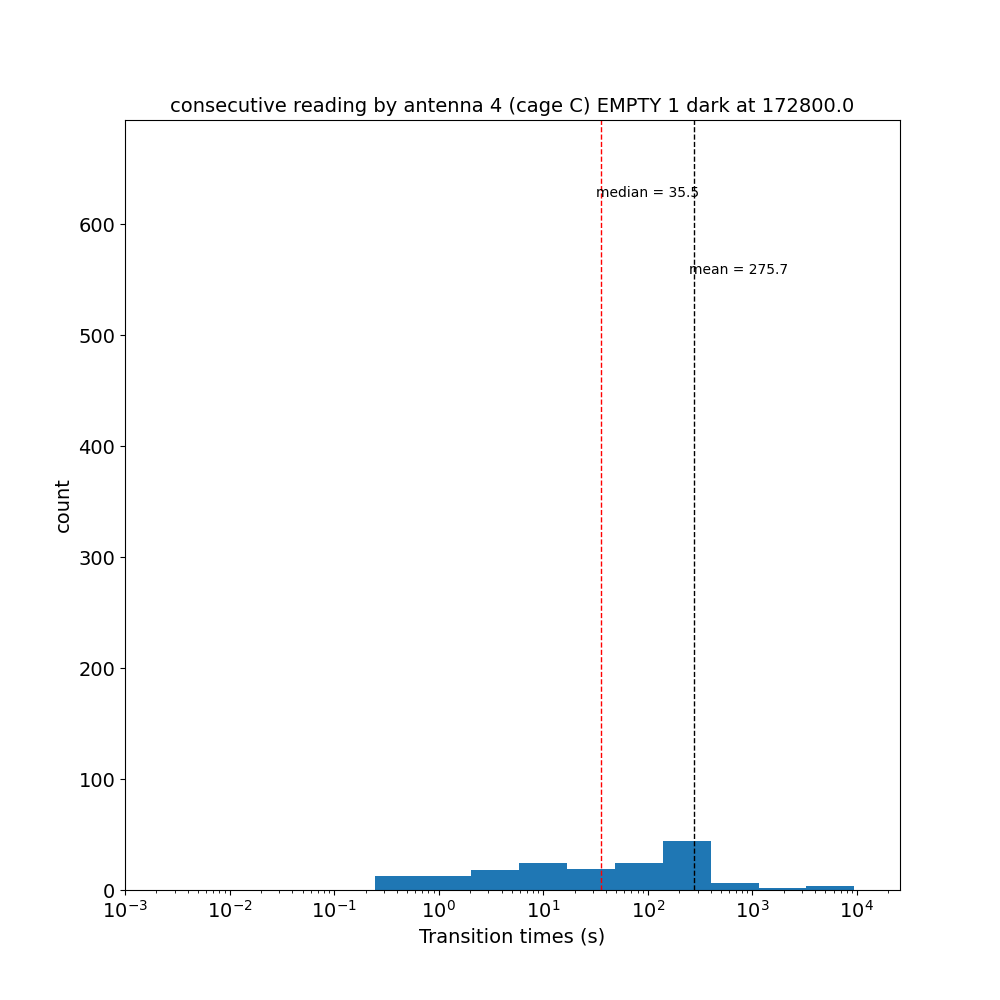 consecutive reading by antenna 4 (cage C) EMPTY 1 dark at 172800.0
median = 35.5
mean = 275.7
600
500
400
300
200
100
0
count
10⁻³ 10⁻² 10⁻¹ 10⁰ 10¹ 10² 10³ 10⁴
Transition times (s)